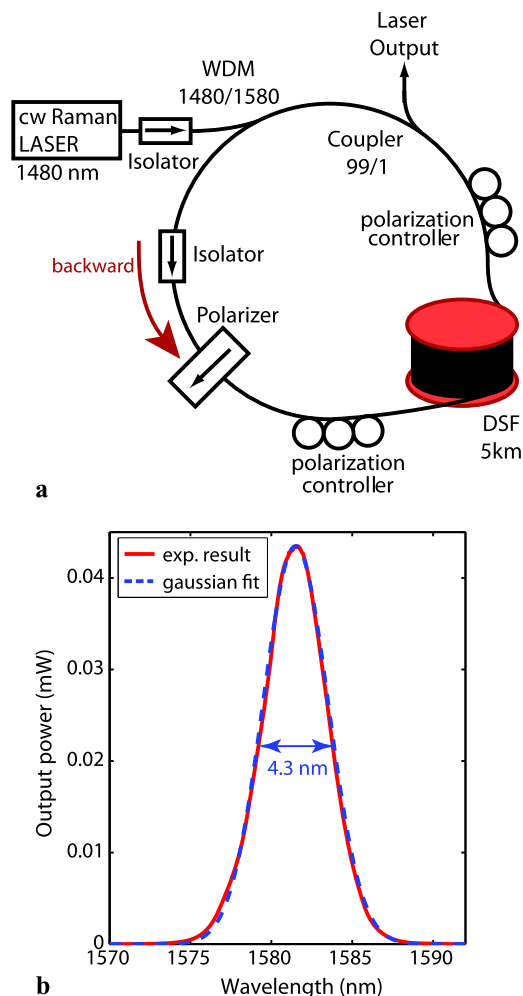 Laser
Output
WDM
1480/1580
cw Raman
LASER
1480 nm
Isolator
Coupler
99/1
polarization
controller
backward
Isolator
Polarizer
DSF
5km
polarization
controller
a
exp. result
gaussian fit
0.04
0.03
0.02
0.01
0
4.3 nm
Output power (mW)
1570
1575
1580
1585
1590
Wavelength (nm)
b